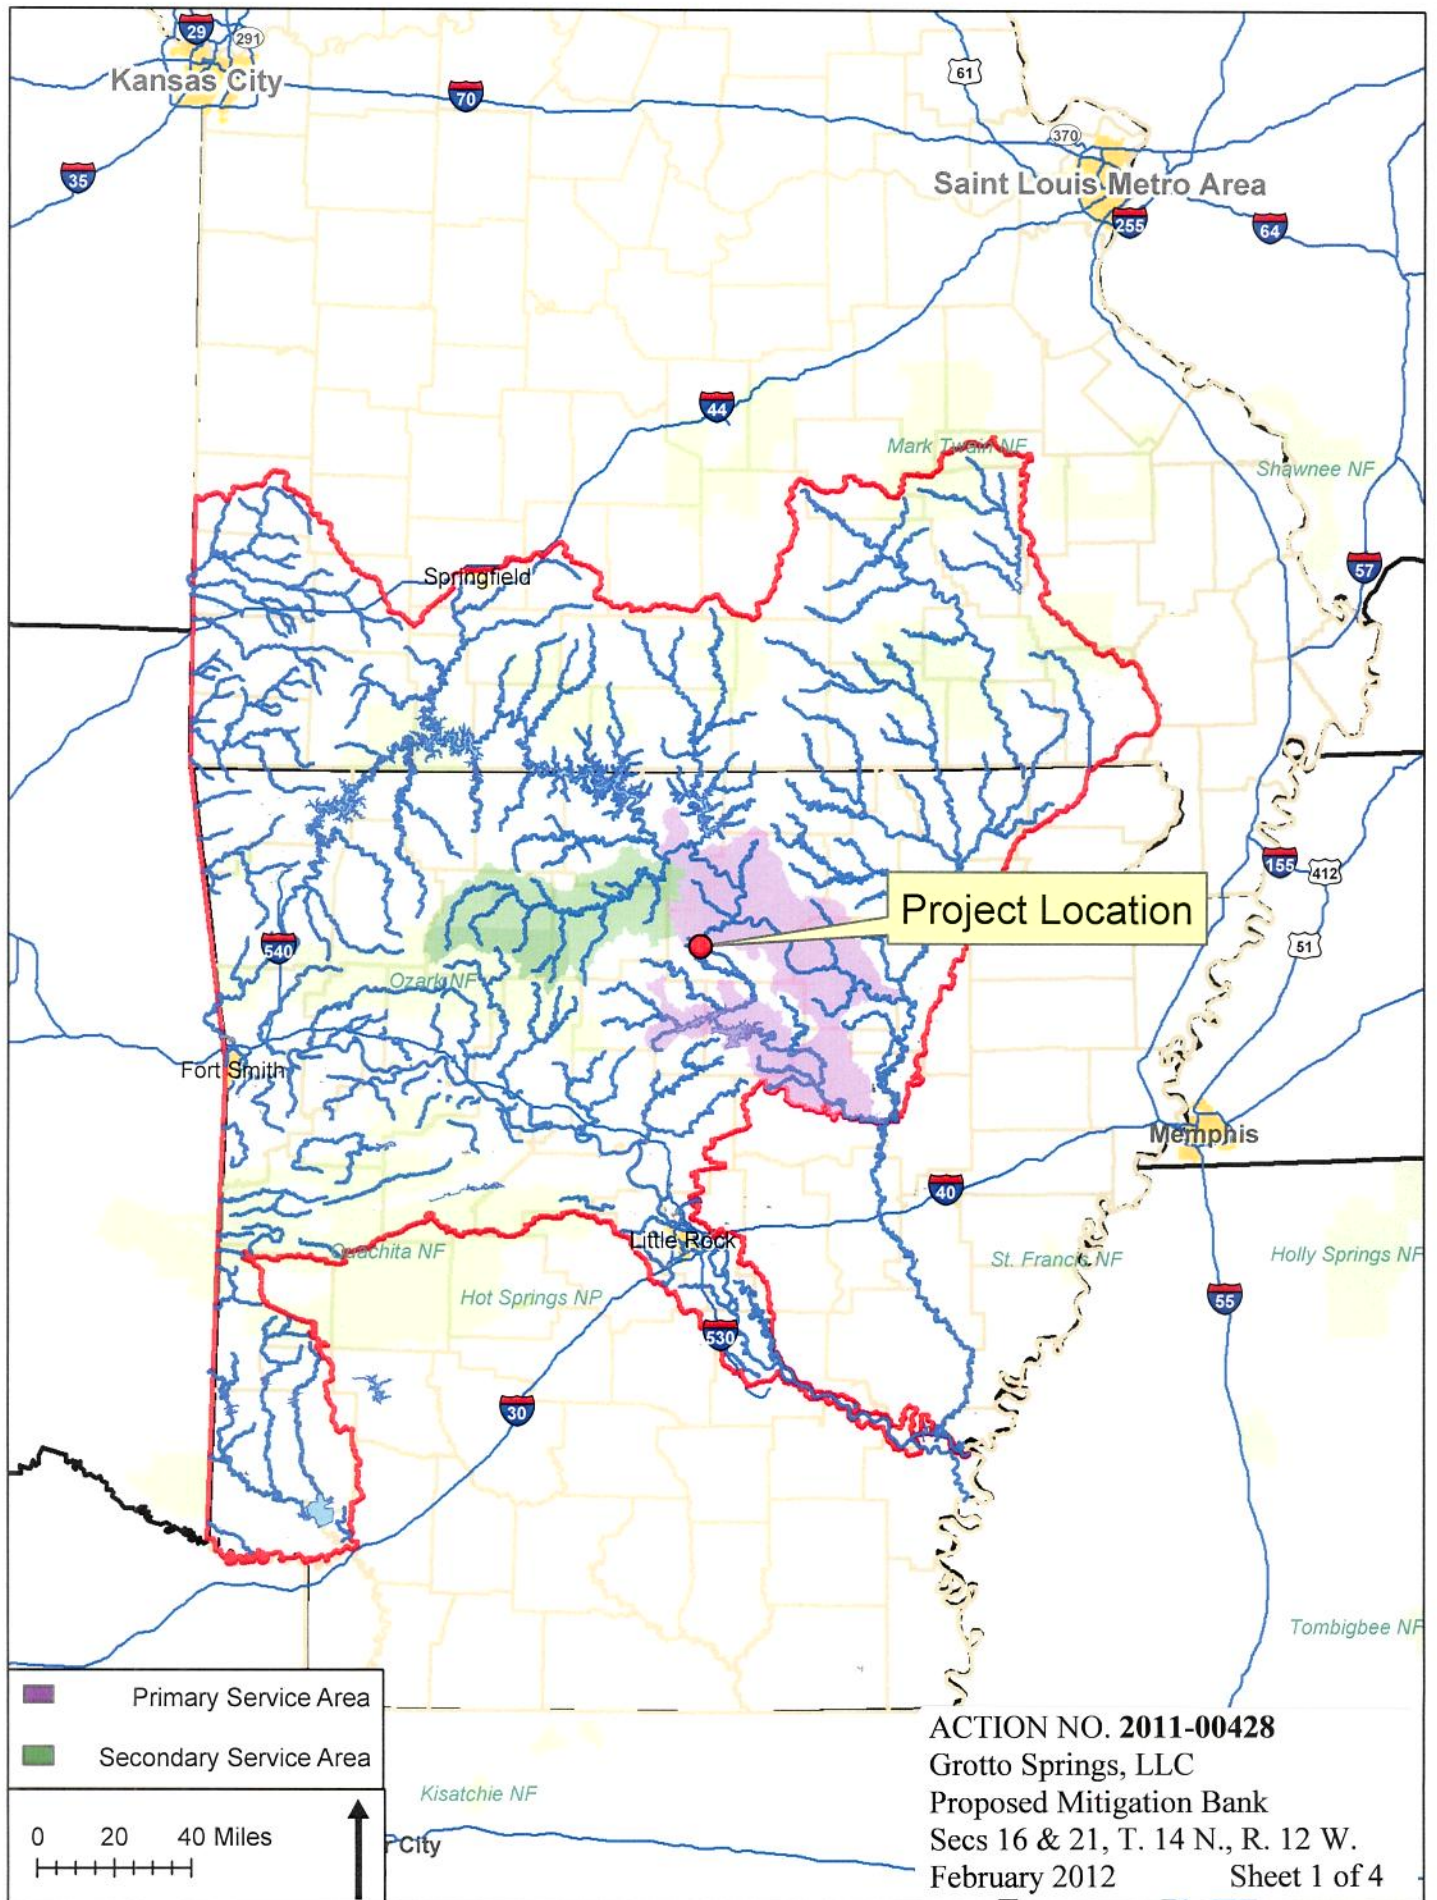 29
291
Kansas City
70
61
35
370
Saint Louis Metro Area
255
64
44
Mark Twain NF
Shawnee NF
Springfield
57
155
412
Project Location
540
51
Ozark NF
Fort Smith
Memphis
40
Little Rock
Ouachita NF
St. Francis NF
Holly Springs NF
Hot Springs NP
55
530
30
Tombigbee NF
Primary Service Area
Secondary Service Area
Kisatchie NF
0 20 40 Miles
r City
ACTION NO. 2011-00428
Grotto Springs, LLC
Proposed Mitigation Bank
Secs 16 & 21, T. 14 N., R. 12 W.
February 2012 Sheet 1 of 4